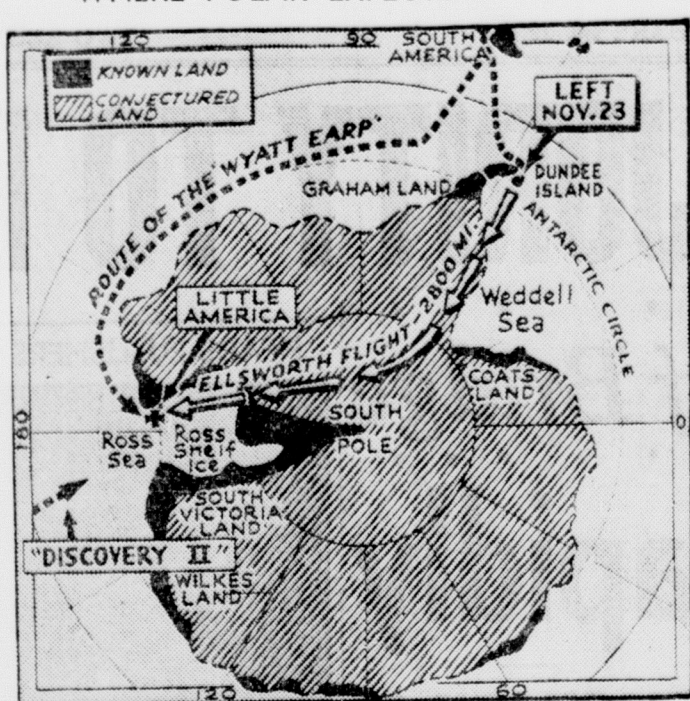 120
90
SOUTH
AMERICA
KNOWN LAND
CONJECTURED
LAND
LEFT
NOV. 23
ROUTE OF THE "WYATT EARP"
GRAHAM LAND
DUNDEE
ISLAND
ANTARCTIC CIRCLE
LITTLE
AMERICA
ELLSWORTH FLIGHT - 2800 MI.
Weddell
Sea
COATS
LAND
180
0
SOUTH
POLE
Ross
Sea
Ross
Shelf
Ice
SOUTH
VICTORIA
LAND
"DISCOVERY II"
WILKES
LAND
120
60